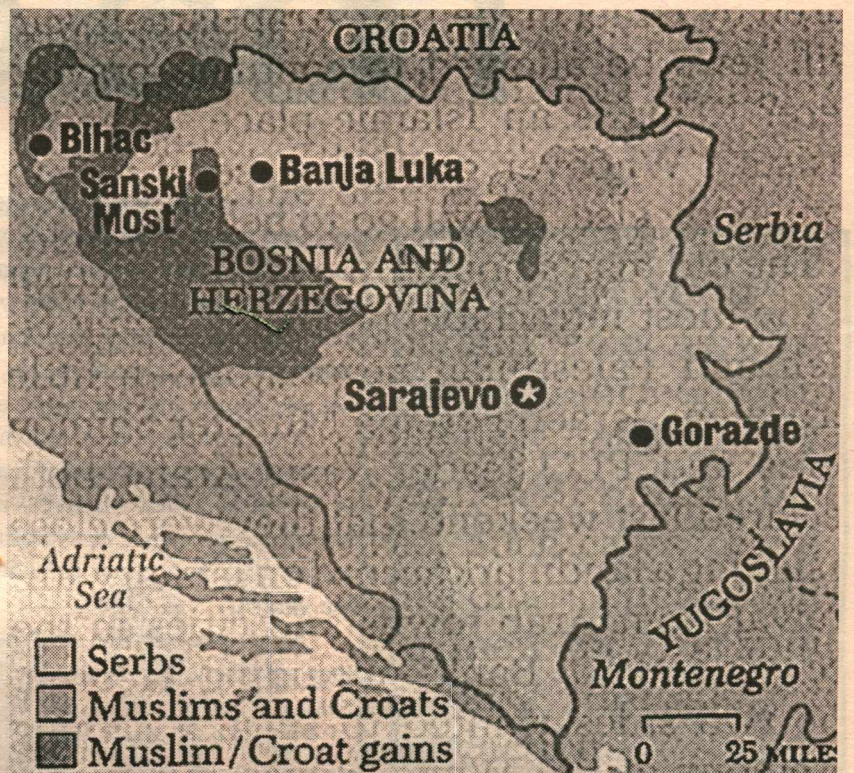 CROATIA
Bihac
Sanski
Most
Banja Luka
Serbia
BOSNIA AND
HERZEGOVINA
Sarajevo
Gorazde
YUGOSLAVIA
Adriatic
Sea
Montenegro
Serbs
Muslims and Croats
Muslim/Croat gains
0 25 MILES